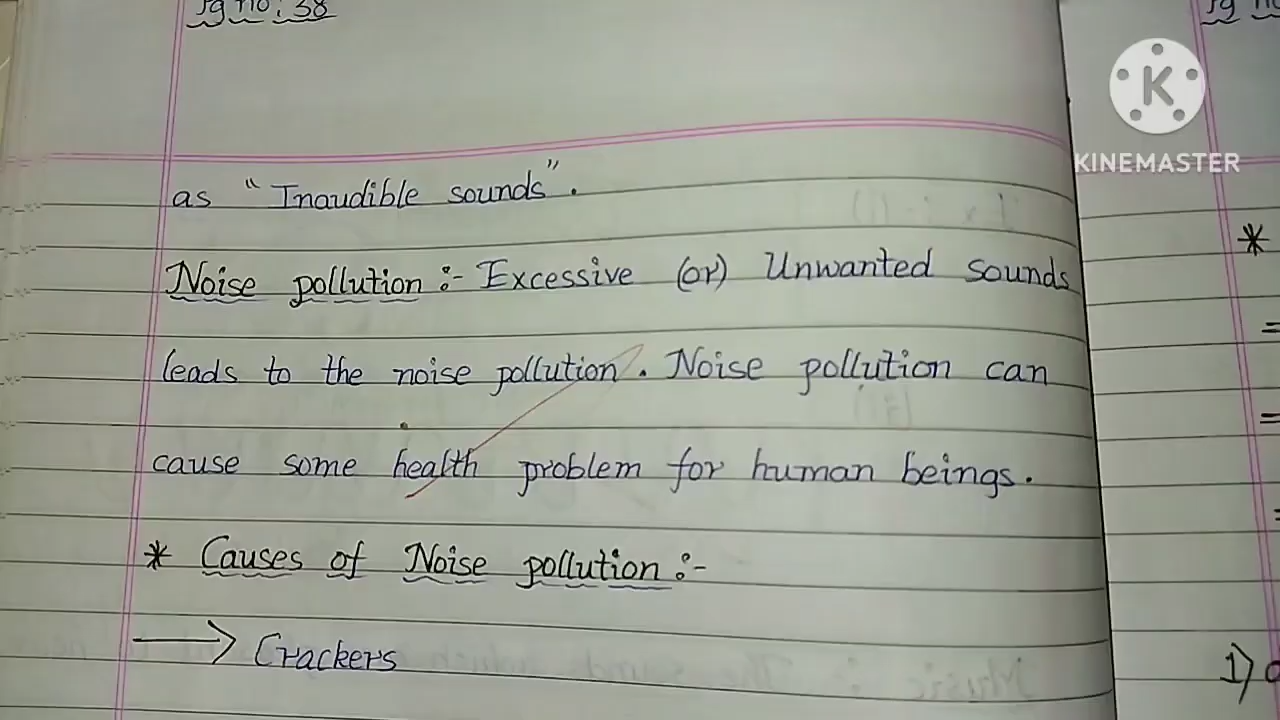 Pg no: 38
as "Inaudible sounds".
Noise pollution :- Excessive (or) Unwanted sounds
leads to the noise pollution. Noise pollution can
cause some health problem for human beings.
* Causes of Noise pollution :-
→ Crackers
K
KINEMASTER
*
=
=
1)